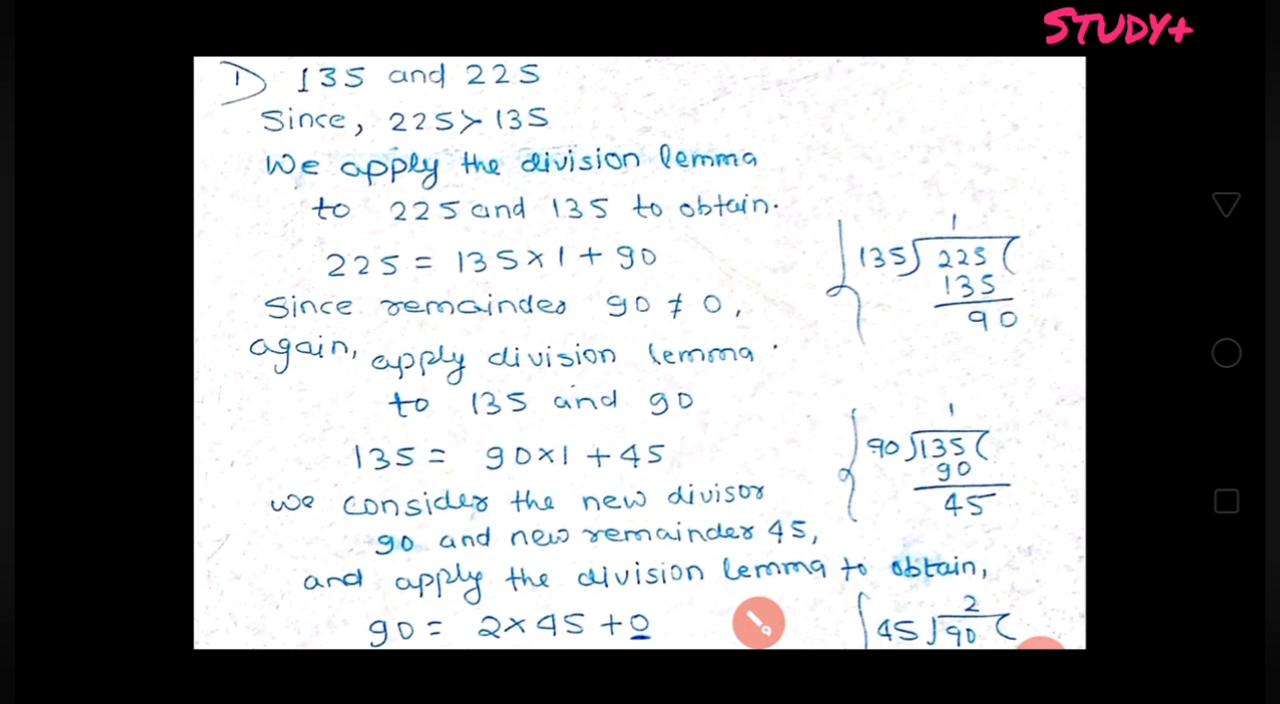 STUDY+
1) 135 and 225
Since, 225 > 135
We apply the division lemma
to 225 and 135 to obtain.
225 = 135 × 1 + 90
Since remainder 90 ≠ 0,
again, apply division lemma
to 135 and 90
135 = 90 × 1 + 45
we consider the new divisor
90 and new remainder 45,
and apply the division lemma to obtain,
90 = 2 × 45 + 0
1
135) 225 (
135
90
1
90) 135 (
90
45
2
45) 90 (